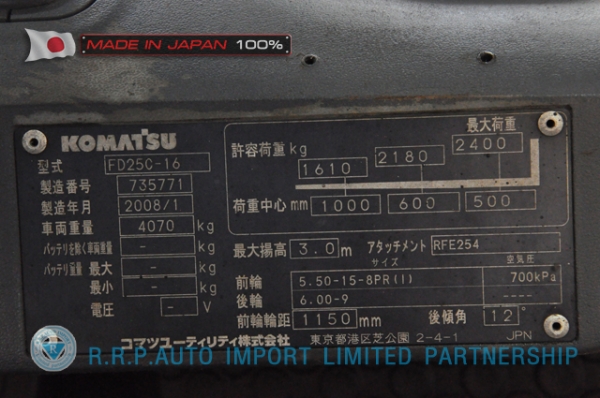 MADE IN JAPAN 100%
KOMATSU
型式 FD25C-16
製造番号 735771
製造年月 2008/1
車両重量 4070 kg
バッテリを除く車両重量 - kg
バッテリ重量 最大 - kg
最小 - kg
電圧 - V
最大荷重
許容荷重 kg 1610 2180 2400
荷重中心 mm 1000 600 500
最大揚高 3.0 m アタッチメント RFE254
サイズ 空気圧
前輪 5.50-15-8PR(I) 700kPa
後輪 6.00-9 ----
前輪輪距 1150 mm 後傾角 12°
コマツユーティリティ株式会社 東京都港区芝公園 2-4-1 JPN
R.R.P.AUTO IMPORT LIMITED PARTNERSHIP